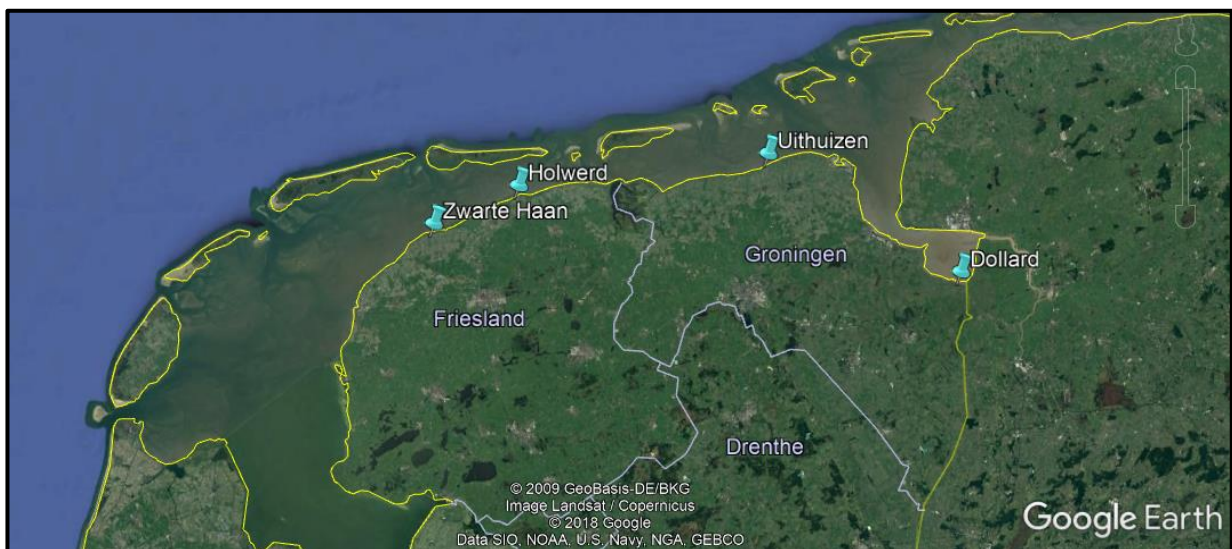 Uithuizen
Holwerd
Zwarte Haan
Groningen
Dollard
Friesland
Drenthe
© 2009 GeoBasis-DE/BKG
Image Landsat / Copernicus
© 2018 Google
Data SIO, NOAA, U.S. Navy, NGA, GEBCO
Google Earth